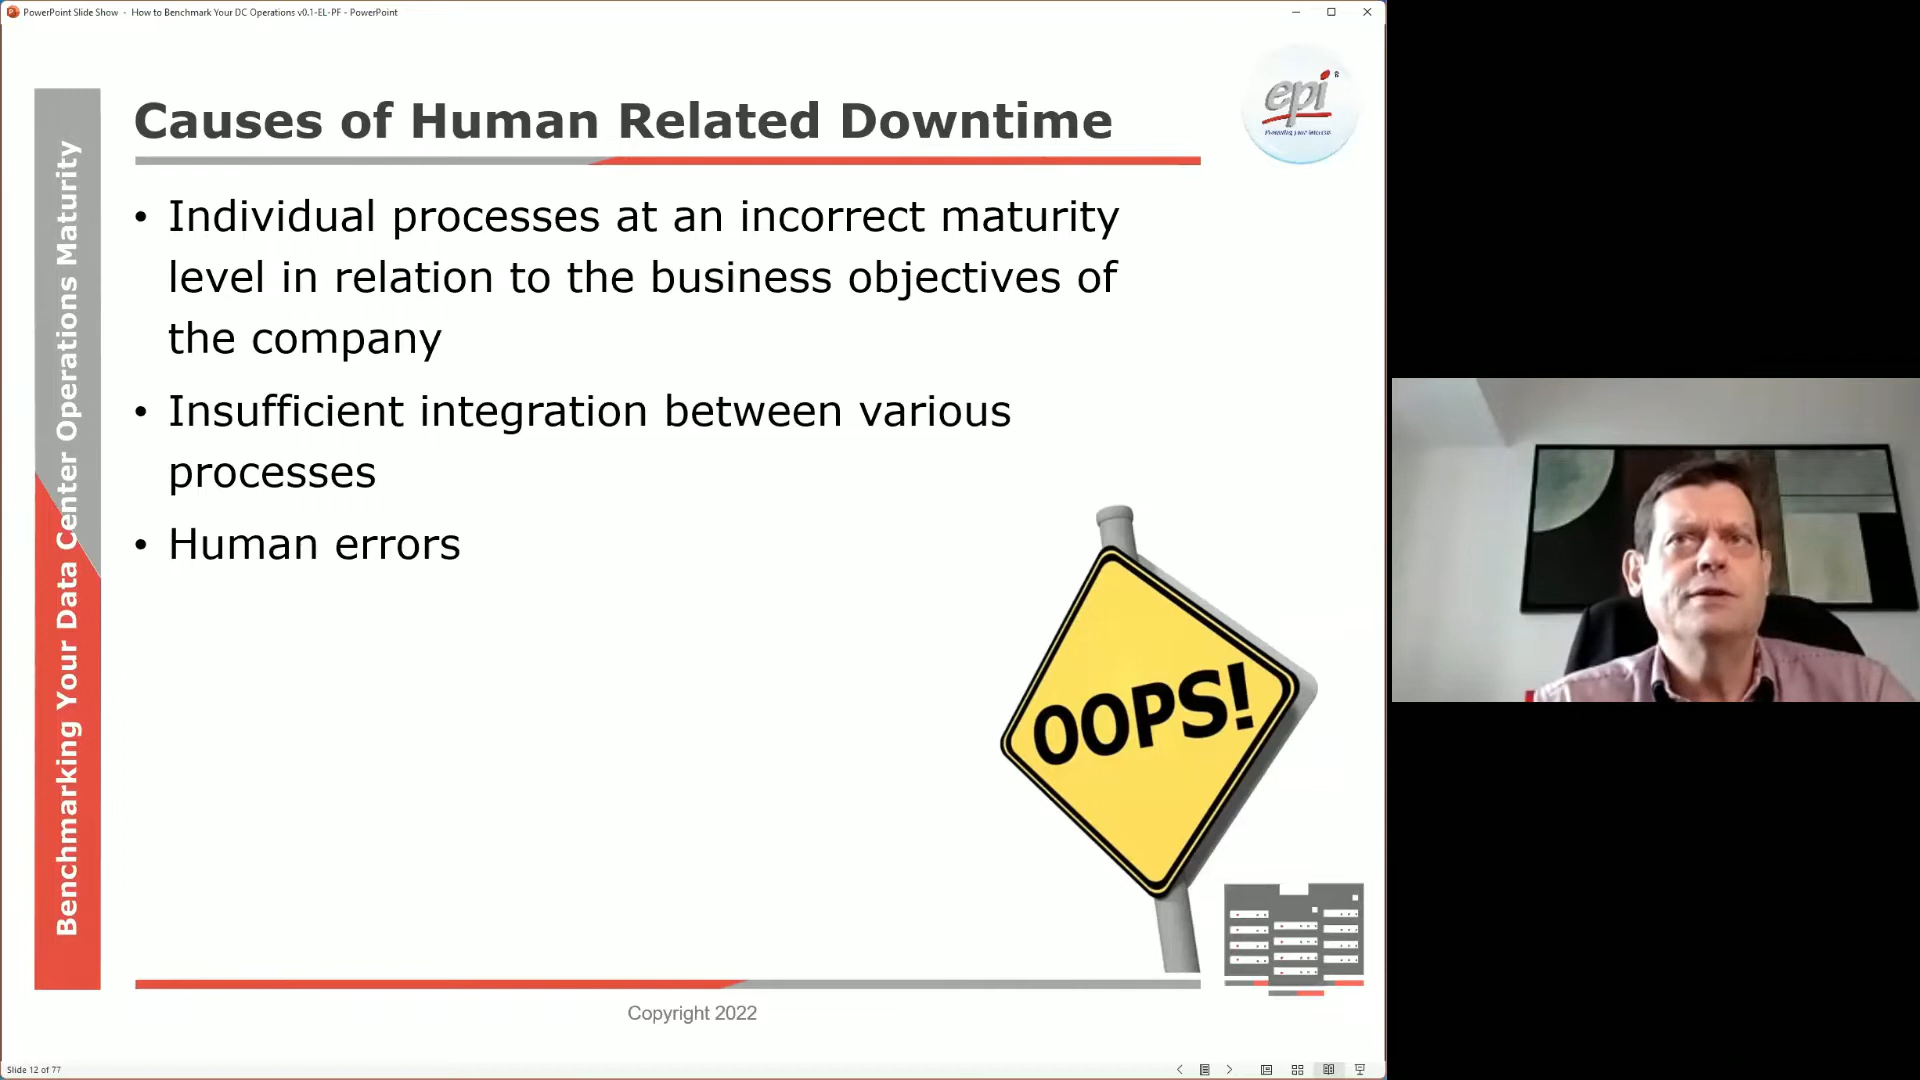 PowerPoint Slide Show - How to Benchmark Your DC Operations v0.1-EL-PF - PowerPoint
epi
®
Causes of Human Related Downtime
Benchmarking Your Data Center Operations Maturity
• Individual processes at an incorrect maturity
level in relation to the business objectives of
the company
• Insufficient integration between various
processes
• Human errors
OOPS!
Copyright 2022
Slide 12 of 77